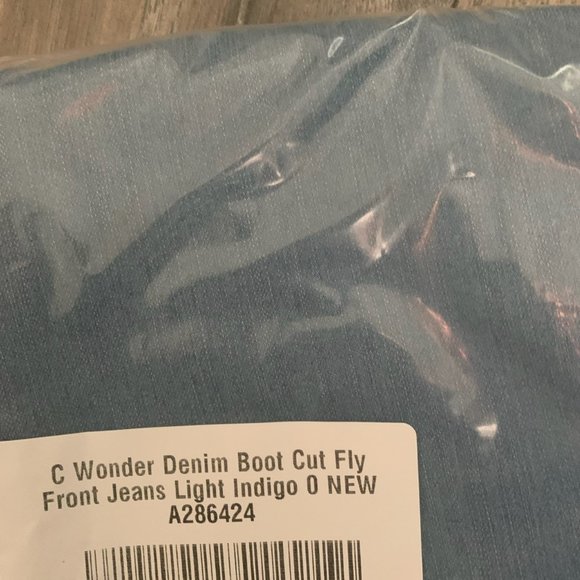 C Wonder Denim Boot Cut Fly
Front Jeans Light Indigo 0 NEW
A286424